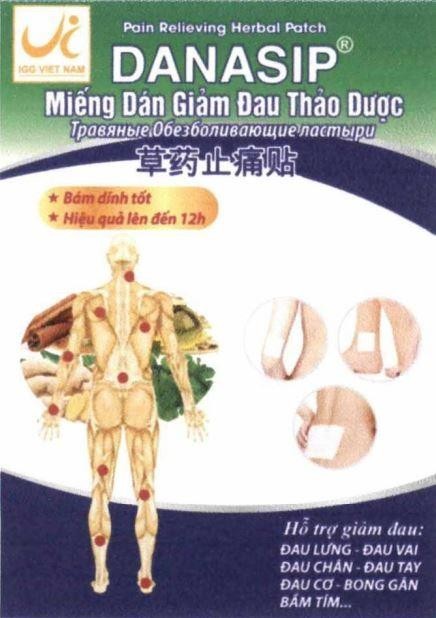 IGG VIET NAM
Pain Relieving Herbal Patch
DANASIP®
Miếng Dán Giảm Đau Thảo Dược
Травяные Обезболивающие ластыри
草药止痛贴
★ Bám dính tốt
★ Hiệu quả lên đến 12h
Hỗ trợ giảm đau:
ĐAU LƯNG - ĐAU VAI
ĐAU CHÂN - ĐAU TAY
ĐAU CƠ - BONG GÂN
BẦM TÍM...